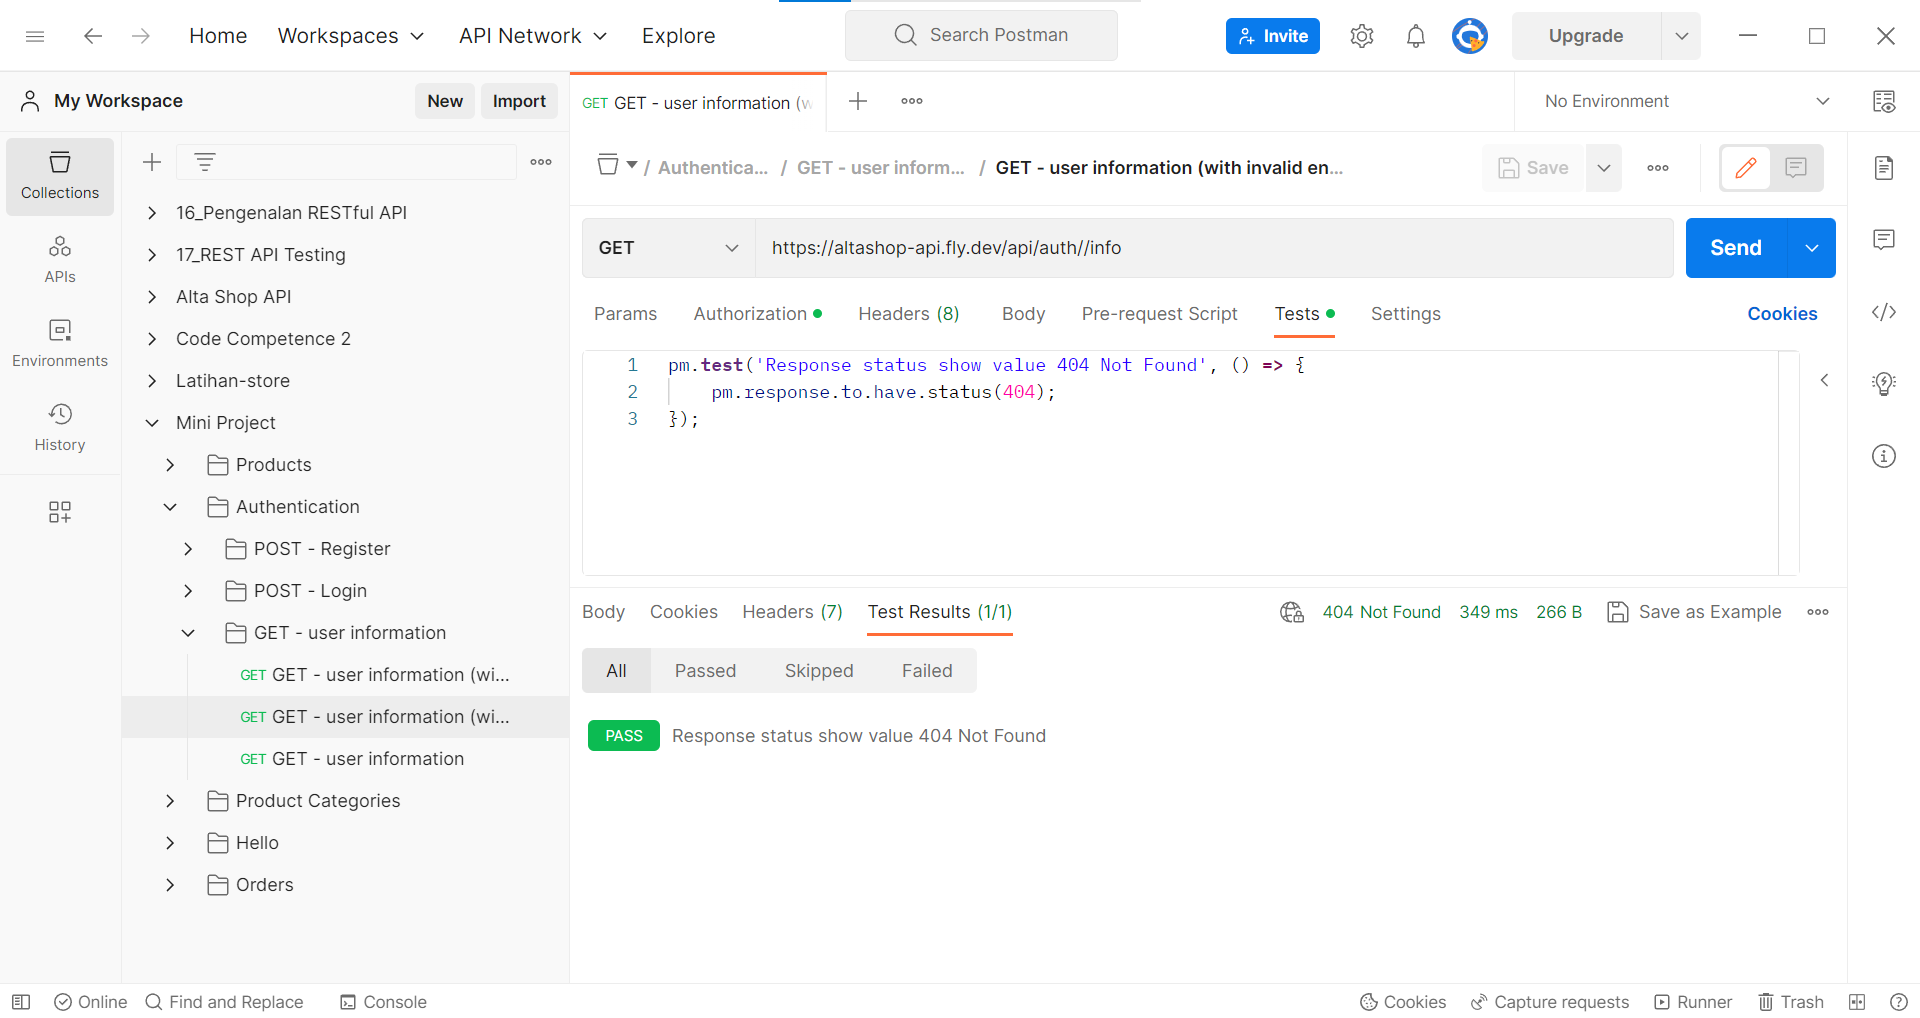 Home
Workspaces
API Network
Explore
Search Postman
Invite
Upgrade
My Workspace
New
Import
GET GET - user information (w
No Environment
Collections
APIs
Environments
History
16_Pengenalan RESTful API
17_REST API Testing
Alta Shop API
Code Competence 2
Latihan-store
Mini Project
Products
Authentication
POST - Register
POST - Login
GET - user information
GET GET - user information (wi...
GET GET - user information (wi...
GET GET - user information
Product Categories
Hello
Orders
/ Authentica... / GET - user inform... / GET - user information (with invalid en...
Save
GET
https://altashop-api.fly.dev/api/auth//info
Send
Params
Authorization
Headers (8)
Body
Pre-request Script
Tests
Settings
Cookies
1 pm.test('Response status show value 404 Not Found', () => {
2 pm.response.to.have.status(404);
3 });
Body
Cookies
Headers (7)
Test Results (1/1)
404 Not Found
349 ms
266 B
Save as Example
All
Passed
Skipped
Failed
PASS
Response status show value 404 Not Found
Online
Find and Replace
Console
Cookies
Capture requests
Runner
Trash